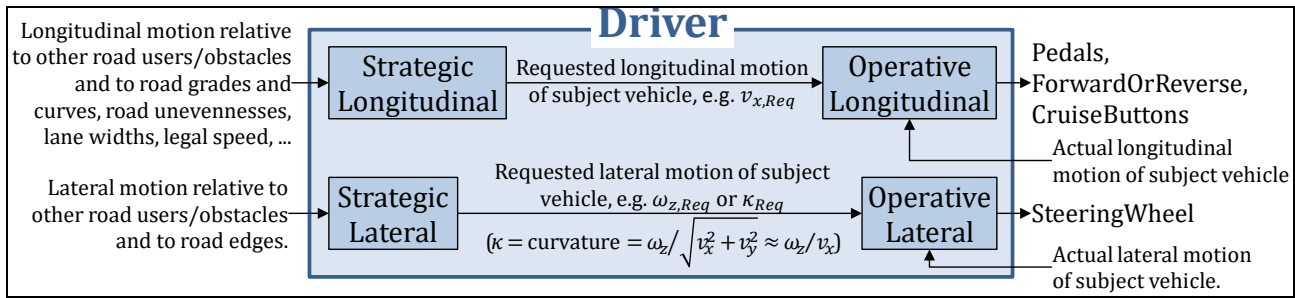 Driver
Longitudinal motion relative
to other road users/obstacles
and to road grades and
curves, road unevennesses,
lane widths, legal speed, ...
Strategic
Longitudinal
Requested longitudinal motion
of subject vehicle, e.g. v_{x,Req}
Operative
Longitudinal
Pedals,
ForwardOrReverse,
CruiseButtons
Actual longitudinal
motion of subject vehicle
Lateral motion relative to
other road users/obstacles
and to road edges.
Strategic
Lateral
Requested lateral motion of subject
vehicle, e.g. ω_{z,Req} or κ_{Req}
(κ = curvature = ω_z/√(v_x^2 + v_y^2) ≈ ω_z/v_x)
Operative
Lateral
SteeringWheel
Actual lateral motion
of subject vehicle.